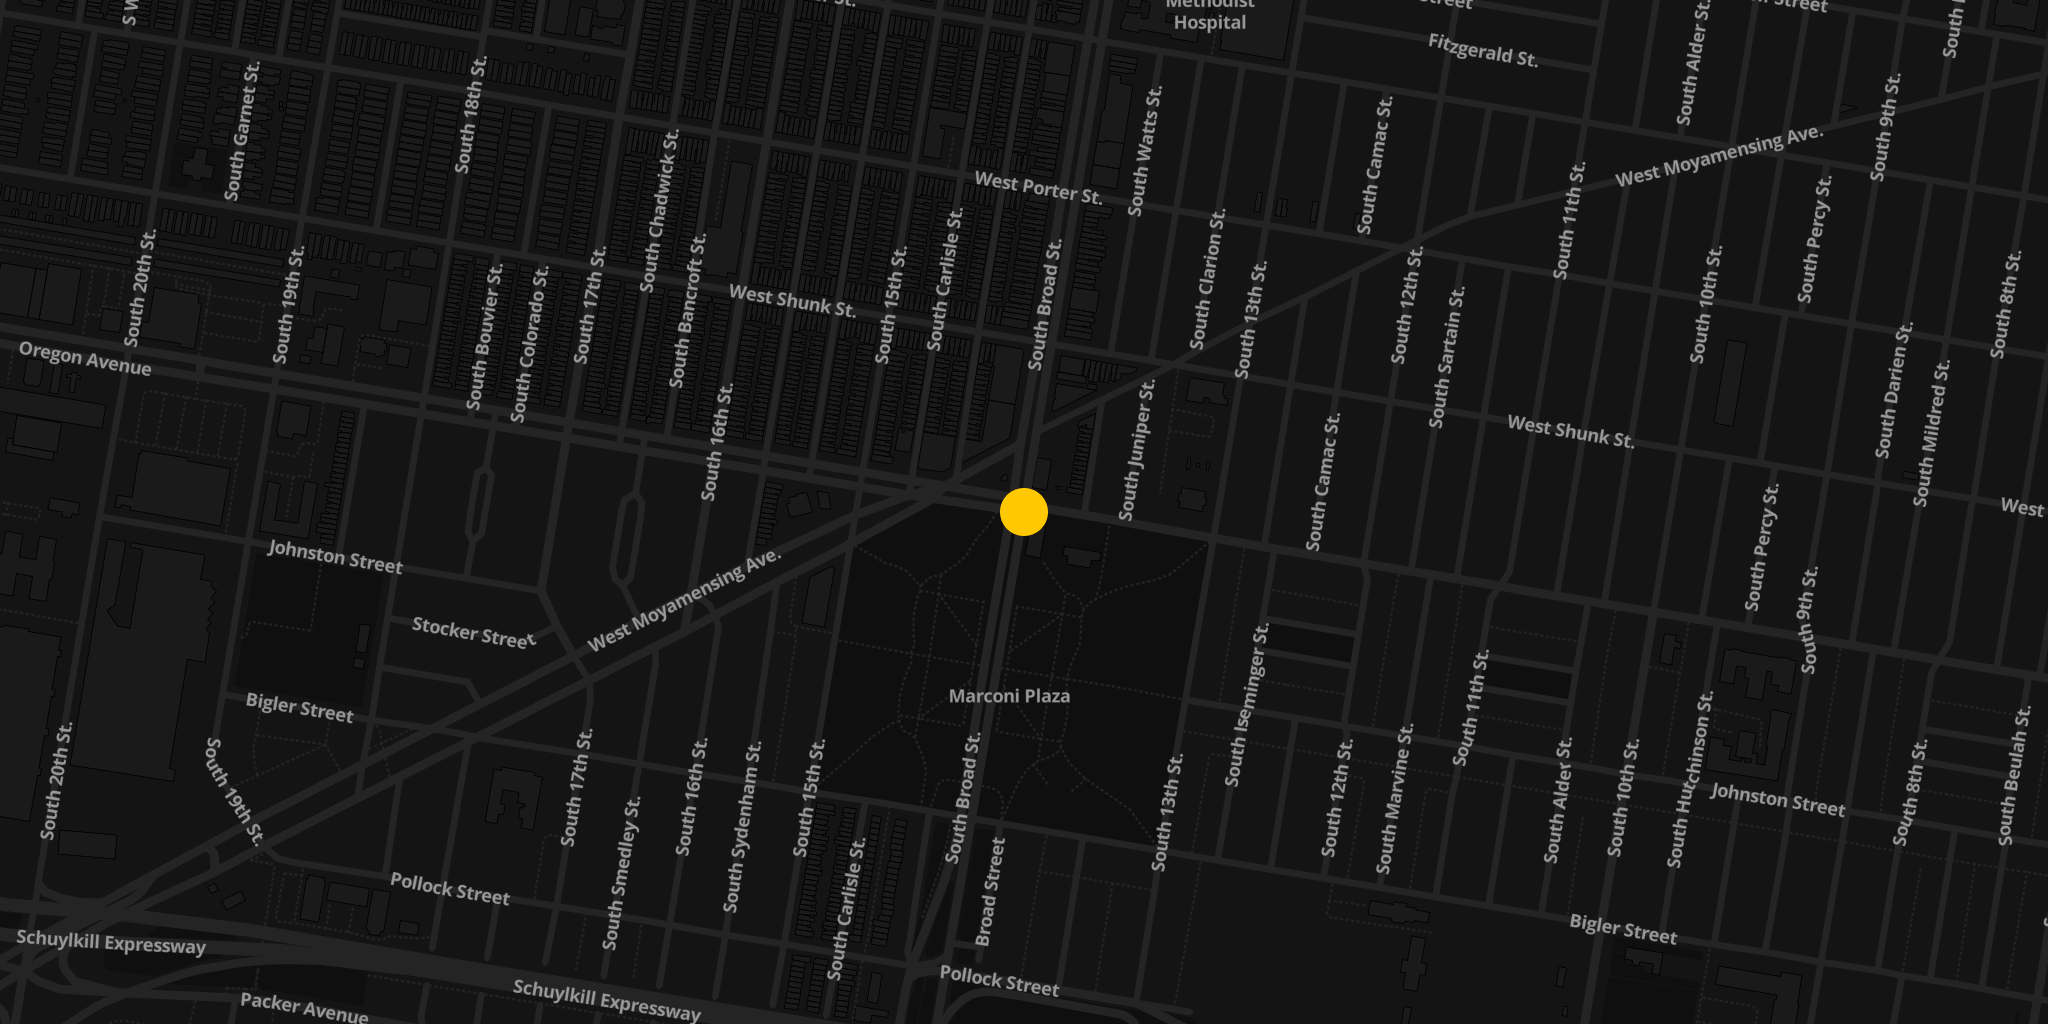 Methodist
Hospital
Fitzgerald St.
South Alder St.
South 9th St.
West Moyamensing Ave.
South Garnet St.
South 18th St.
South Chadwick St.
South Watts St.
South Camac St.
South 11th St.
South Percy St.
West Porter St.
South 20th St.
South 19th St.
South Bouvier St.
South Colorado St.
South 17th St.
South Bancroft St.
West Shunk St.
South 15th St.
South Carlisle St.
South Broad St.
South Clarion St.
South 13th St.
South 12th St.
South Sartain St.
South 10th St.
South 8th St.
South Darien St.
South Mildred St.
Oregon Avenue
South 16th St.
South Juniper St.
South Camac St.
West Shunk St.
West
South Percy St.
South 9th St.
Johnston Street
Stocker Street
West Moyamensing Ave.
Marconi Plaza
South Iseminger St.
South 11th St.
Bigler Street
South 20th St.
South 19th St.
South 17th St.
South Smedley St.
South 16th St.
South Sydenham St.
South 15th St.
South Carlisle St.
South Broad St.
Broad Street
South 13th St.
South 12th St.
South Marvine St.
South Alder St.
South 10th St.
South Hutchinson St.
Johnston Street
South 8th St.
South Beulah St.
Pollock Street
Bigler Street
Schuylkill Expressway
Schuylkill Expressway
Packer Avenue
Pollock Street